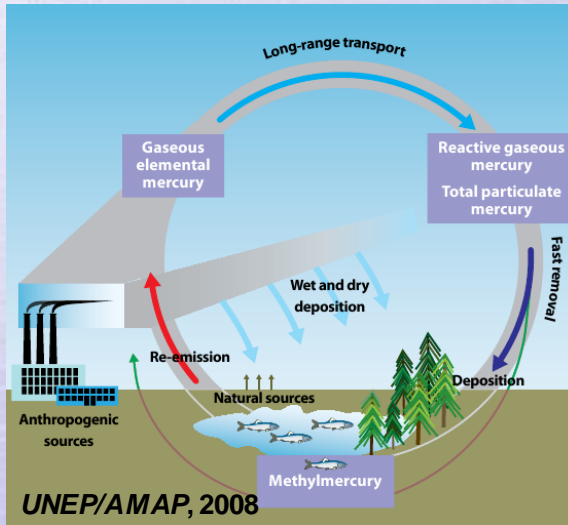 Long-range transport
Gaseous
elemental
mercury
Reactive gaseous
mercury
Total particulate
mercury
Fast removal
Wet and dry
deposition
Re-emission
Natural sources
Deposition
Anthropogenic
sources
Methylmercury
UNEP/AMAP, 2008